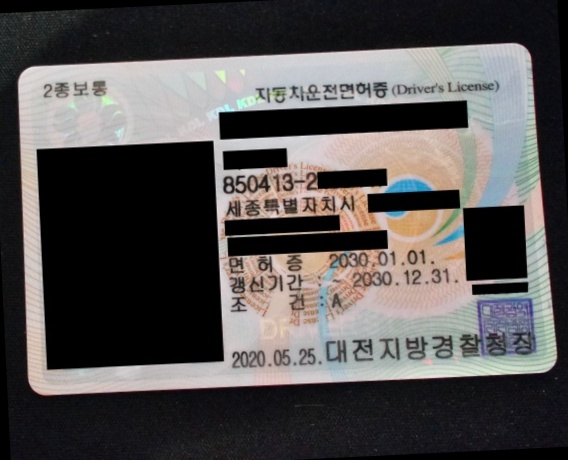 2종보통
자동차운전면허증 (Driver's License)
850413-2
세종특별자치시
면 허 증 2030.01.01.
갱신기간 : ~ 2030.12.31.
조 건 : A
2020.05.25. 대전지방경찰청장